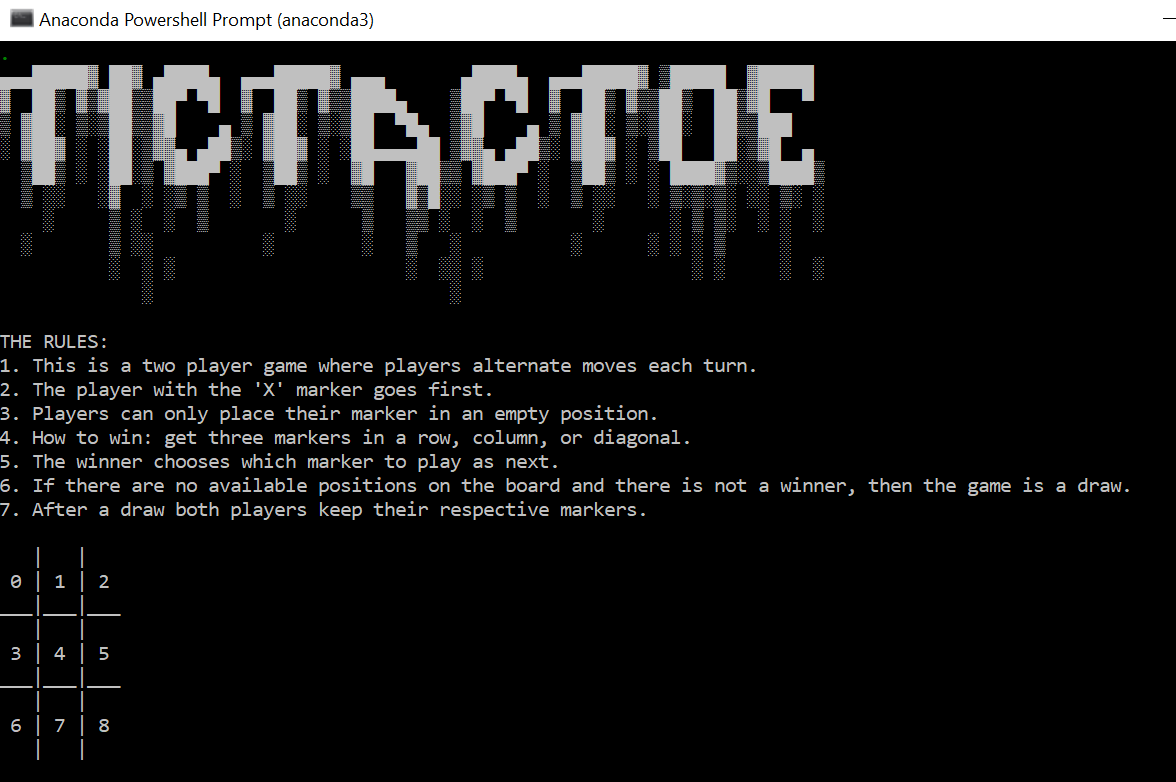 Anaconda Powershell Prompt (anaconda3)
TICTACTOE
THE RULES:
1. This is a two player game where players alternate moves each turn.
2. The player with the 'X' marker goes first.
3. Players can only place their marker in an empty position.
4. How to win: get three markers in a row, column, or diagonal.
5. The winner chooses which marker to play as next.
6. If there are no available positions on the board and there is not a winner, then the game is a draw.
7. After a draw both players keep their respective markers.
0 | 1 | 2
3 | 4 | 5
6 | 7 | 8